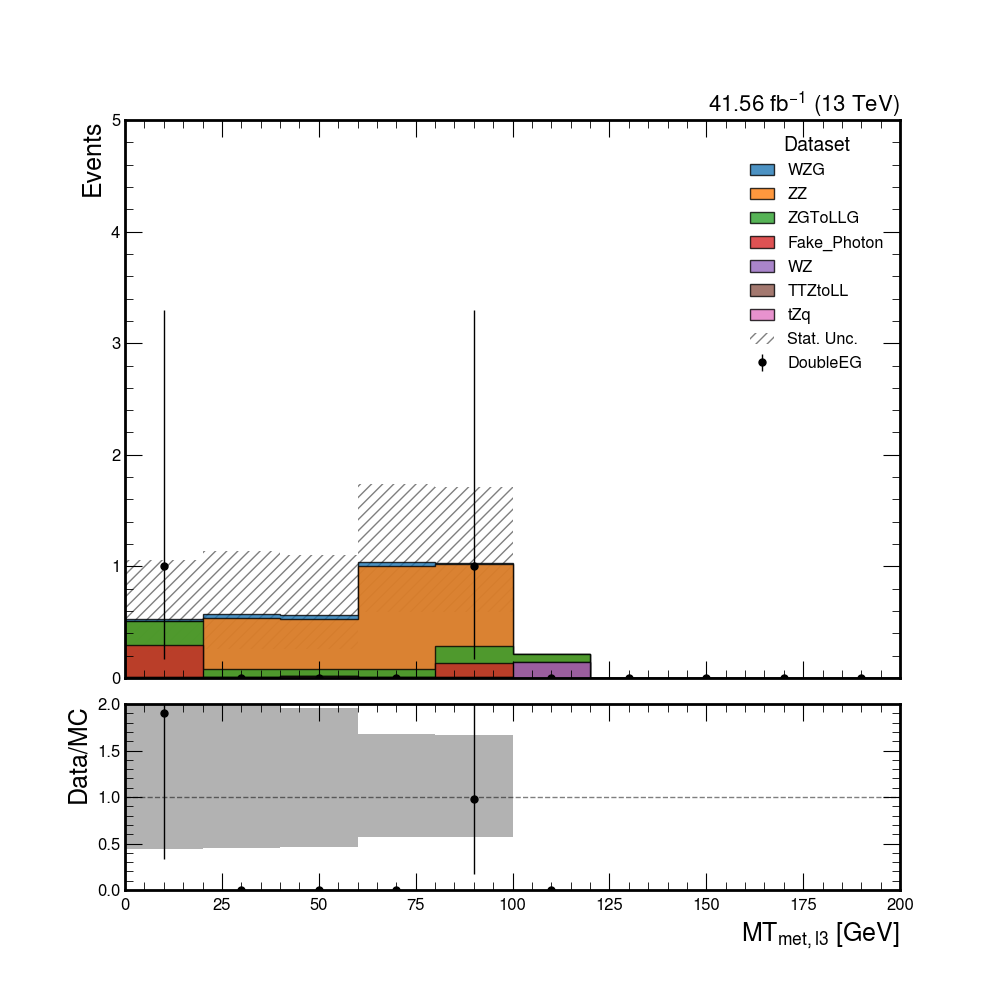 41.56 fb⁻¹ (13 TeV)
Events
5
4
3
2
1
0
Dataset
WZG
ZZ
ZGToLLG
Fake_Photon
WZ
TTZtoLL
tZq
Stat. Unc.
DoubleEG
Data/MC
2.0
1.5
1.0
0.5
0.0
0 25 50 75 100 125 150 175 200
MT_{met, l3} [GeV]